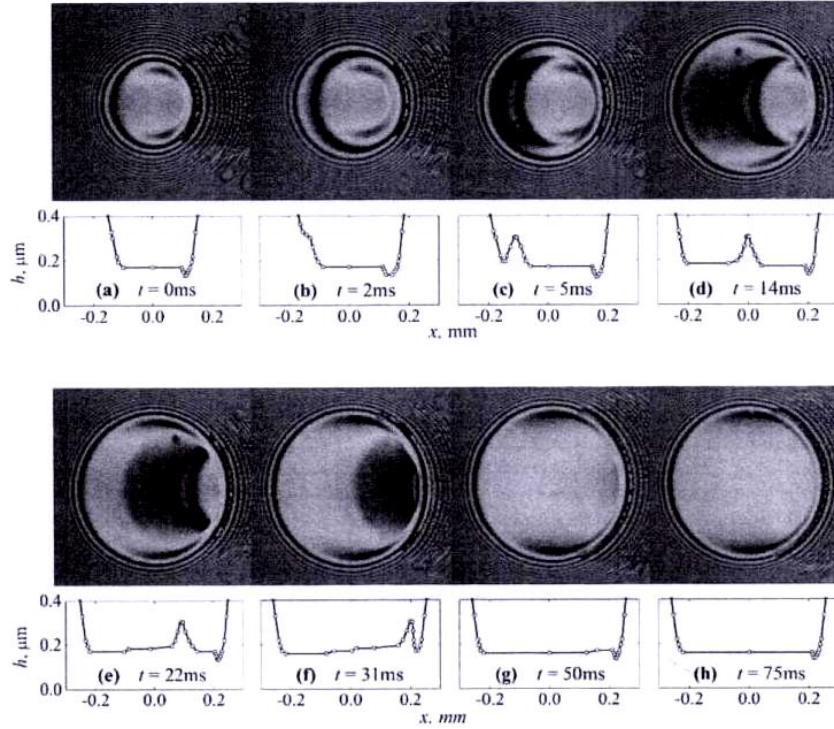 0.4
h, μm
0.2
0.0
(a) t = 0ms
(b) t = 2ms
(c) t = 5ms
(d) t = 14ms
-0.2 0.0 0.2 -0.2 0.0 0.2 -0.2 0.0 0.2 -0.2 0.0 0.2
x, mm
0.4
h, μm
0.2
0.0
(e) t = 22ms
(f) t = 31ms
(g) t = 50ms
(h) t = 75ms
-0.2 0.0 0.2 -0.2 0.0 0.2 -0.2 0.0 0.2 -0.2 0.0 0.2
x, mm